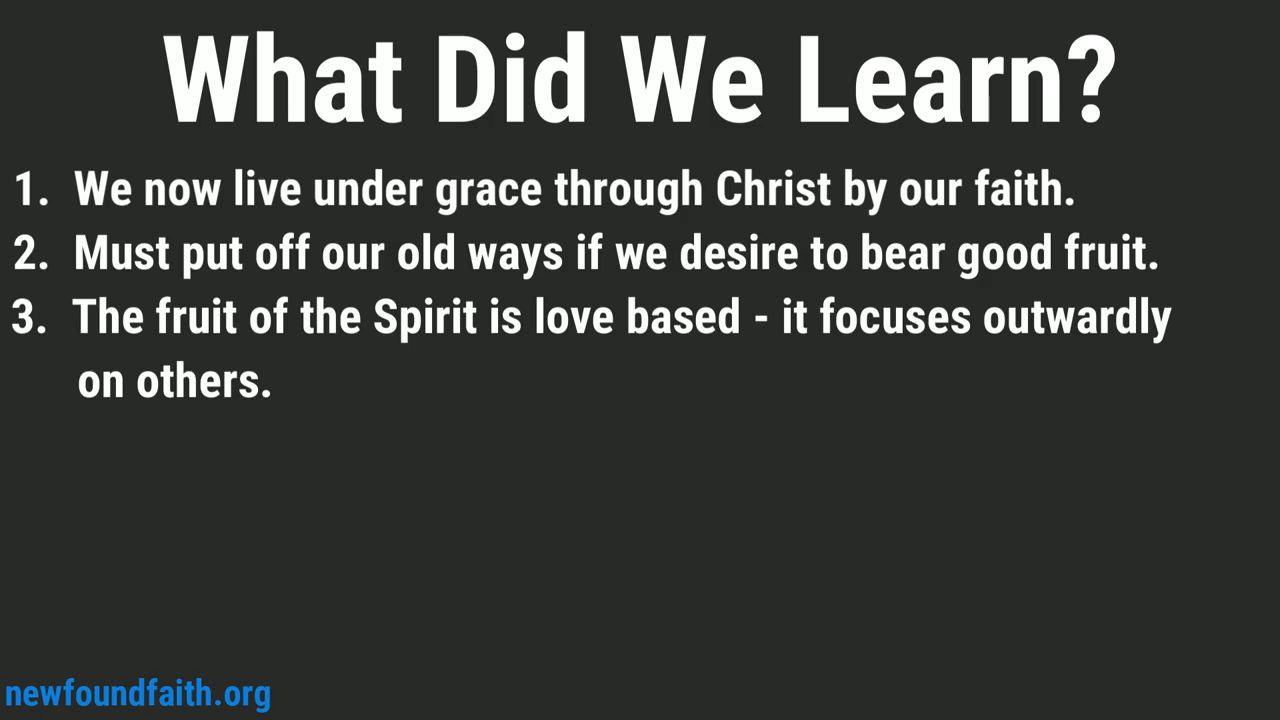 What Did We Learn?
1. We now live under grace through Christ by our faith.
2. Must put off our old ways if we desire to bear good fruit.
3. The fruit of the Spirit is love based - it focuses outwardly
on others.
newfoundfaith.org